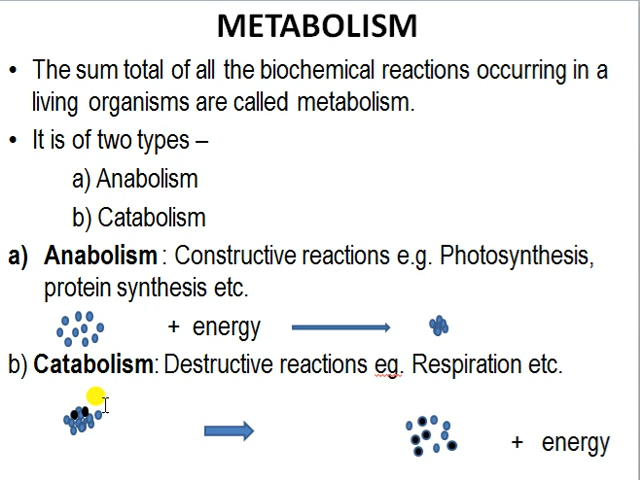 METABOLISM
• The sum total of all the biochemical reactions occurring in a
living organisms are called metabolism.
• It is of two types –
a) Anabolism
b) Catabolism
a) Anabolism : Constructive reactions e.g. Photosynthesis,
protein synthesis etc.
+ energy
b) Catabolism: Destructive reactions eg. Respiration etc.
+ energy